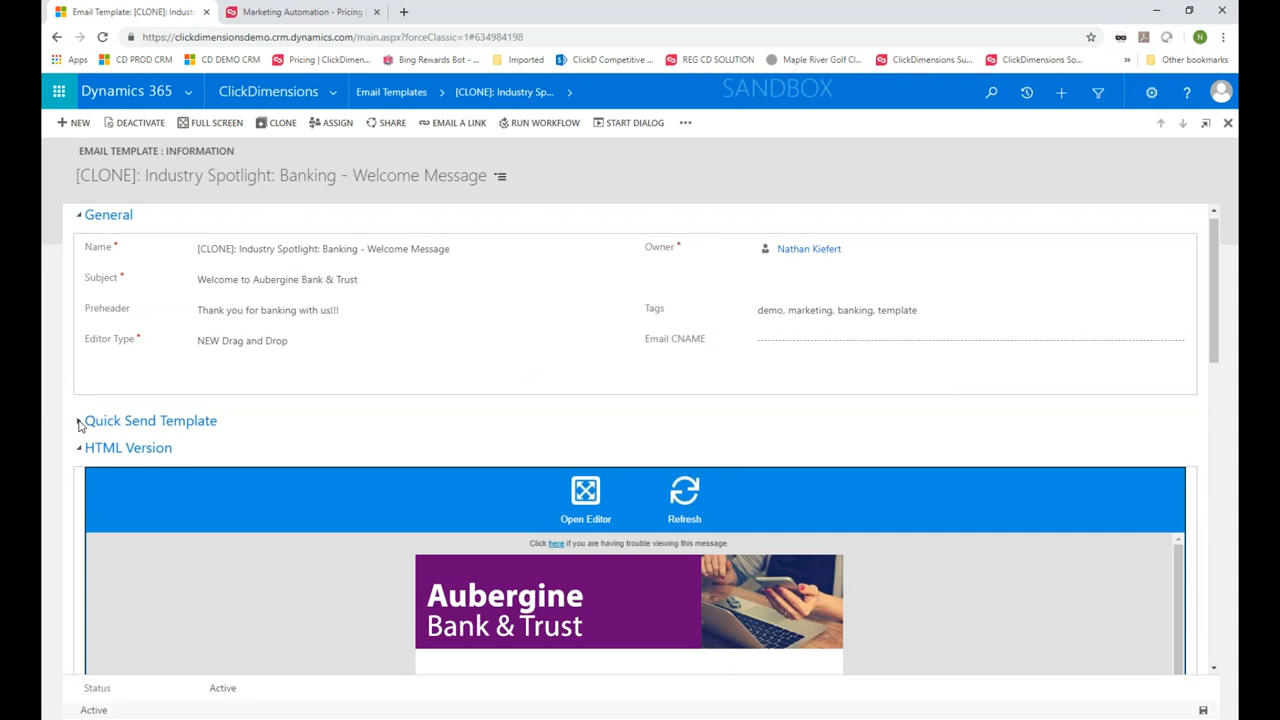 Email Template: [CLONE]: Industr
Marketing Automation - Pricing |
https://clickdimensionsdemo.crm.dynamics.com/main.aspx?forceClassic=1#634984198
N
Apps
CD PROD CRM
CD DEMO CRM
Pricing | ClickDimen...
Bing Rewards Bot - ...
Imported
ClickD Competitive ...
REG CD SOLUTION
Maple River Golf Cl...
ClickDimensions Su...
ClickDimensions So...
»
Other bookmarks
Dynamics 365
ClickDimensions
Email Templates
[CLONE]: Industry Sp...
SANDBOX
NEW
DEACTIVATE
FULL SCREEN
CLONE
ASSIGN
SHARE
EMAIL A LINK
RUN WORKFLOW
START DIALOG
EMAIL TEMPLATE : INFORMATION
[CLONE]: Industry Spotlight: Banking - Welcome Message
General
Name * [CLONE]: Industry Spotlight: Banking - Welcome Message
Owner * Nathan Kiefert
Subject * Welcome to Aubergine Bank & Trust
Preheader Thank you for banking with us!!!
Tags demo, marketing, banking, template
Editor Type * NEW Drag and Drop
Email CNAME
Quick Send Template
HTML Version
Open Editor
Refresh
Click here if you are having trouble viewing this message.
Aubergine
Bank & Trust
Status Active
Active